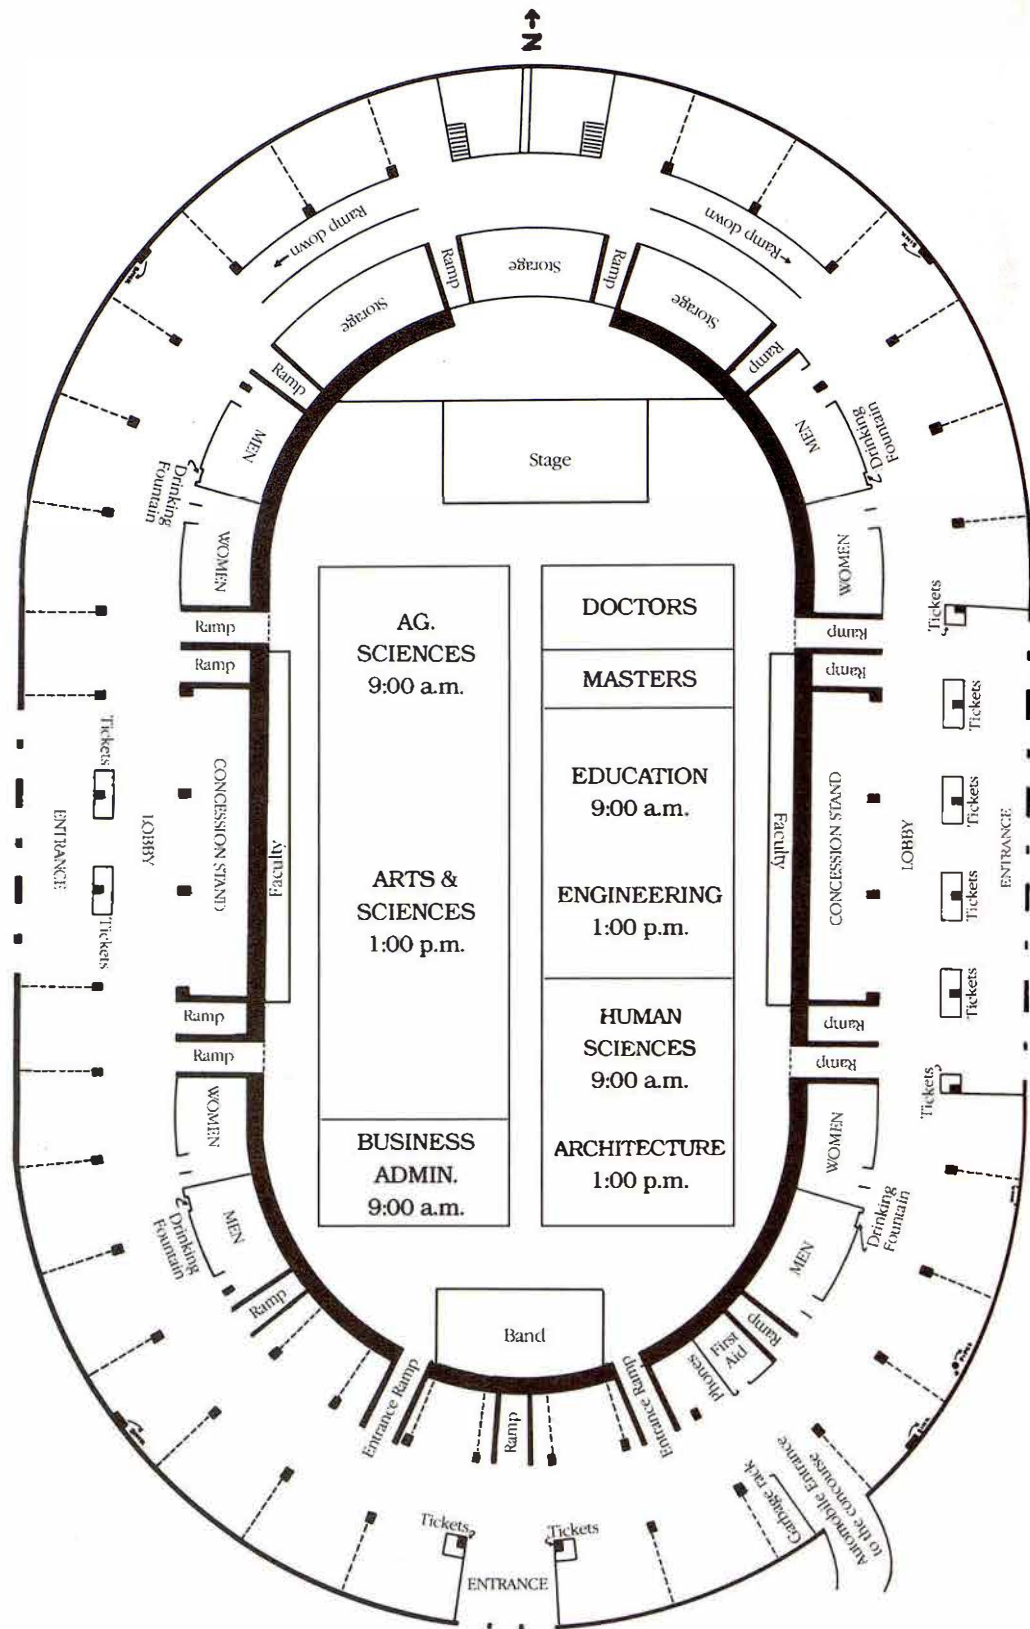 N
Ramp down
Ramp down
Ramp
Storage
Ramp
Storage
Storage
Ramp
Ramp
MEN
MEN
Drinking
Fountain
Drinking
Fountain
Stage
WOMEN
WOMEN
Tickets
Ramp
Ramp
Ramp
Ramp
AG.
SCIENCES
9:00 a.m.
DOCTORS
MASTERS
Tickets
Tickets
EDUCATION
9:00 a.m.
Tickets
ENTRANCE
LOBBY
CONCESSION STAND
Faculty
Faculty
CONCESSION STAND
LOBBY
ENTRANCE
ARTS &
SCIENCES
1:00 p.m.
ENGINEERING
1:00 p.m.
Tickets
Tickets
Tickets
Ramp
Ramp
Ramp
Ramp
HUMAN
SCIENCES
9:00 a.m.
Tickets
WOMEN
WOMEN
BUSINESS
ADMIN.
9:00 a.m.
ARCHITECTURE
1:00 p.m.
MEN
MEN
Drinking
Fountain
Drinking
Fountain
Ramp
Ramp
Band
First
Aid
Phones
Entrance Ramp
Entrance Ramp
Ramp
Garbage rack
Automobile Entrance
to the concourse
Tickets
Tickets
ENTRANCE